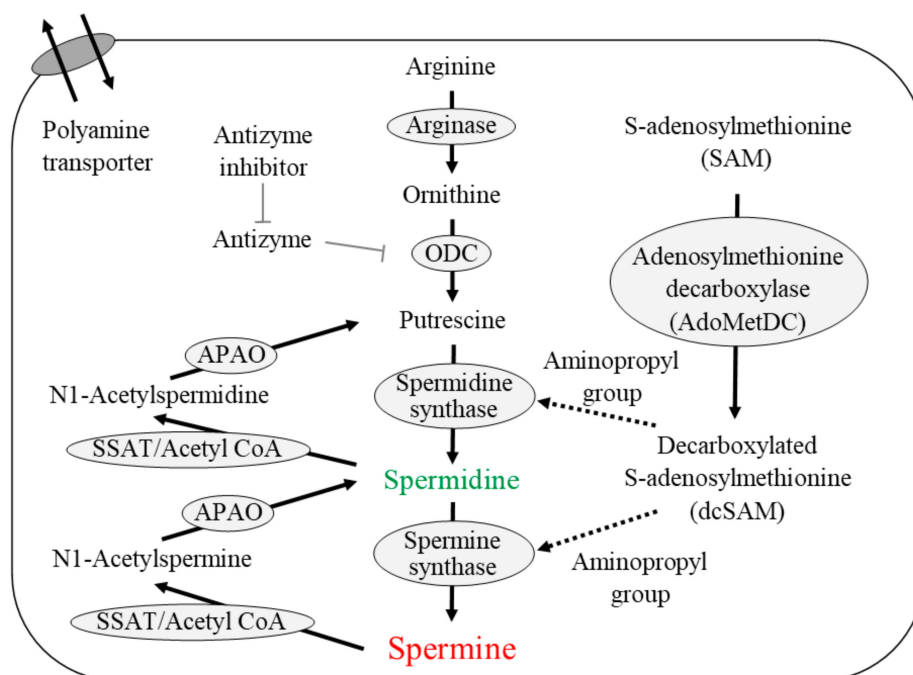 Polyamine
transporter
Antizyme
inhibitor
Antizyme
Arginine
Arginase
Ornithine
ODC
Putrescine
Spermidine
synthase
Spermidine
Spermine
synthase
Spermine
APAO
N1-Acetylspermidine
SSAT/Acetyl CoA
APAO
N1-Acetylspermine
SSAT/Acetyl CoA
S-adenosylmethionine
(SAM)
Adenosylmethionine
decarboxylase
(AdoMetDC)
Aminopropyl
group
Decarboxylated
S-adenosylmethionine
(dcSAM)
Aminopropyl
group